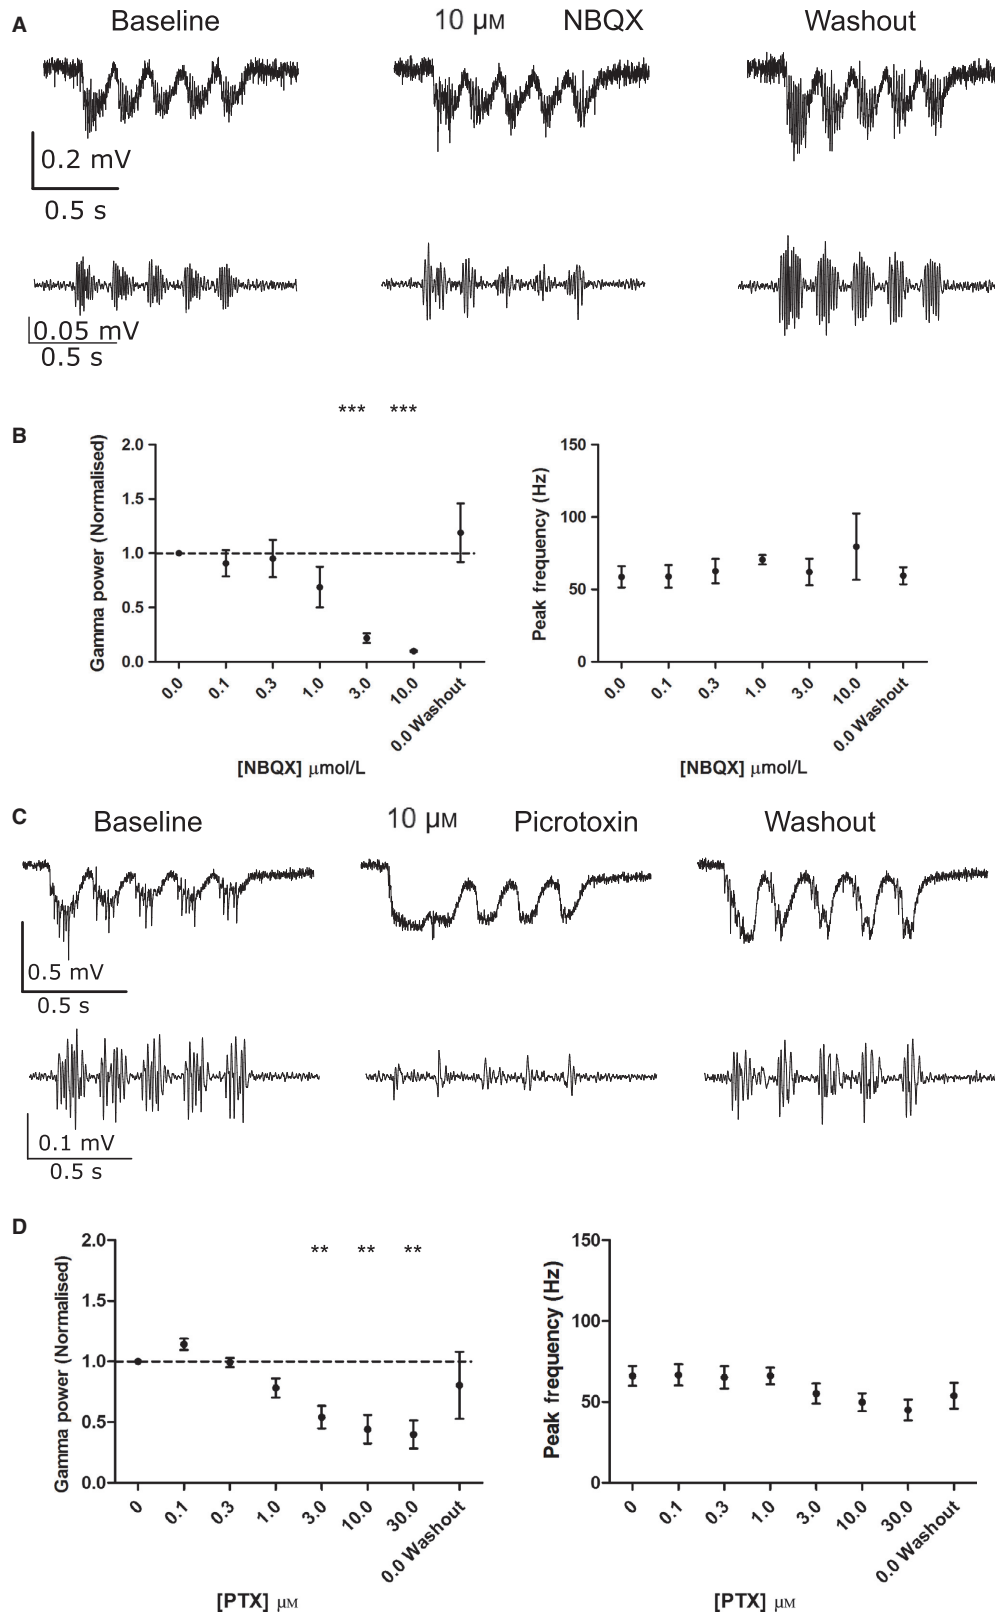 A
Baseline
10 μM NBQX
Washout
0.2 mV
0.5 s
0.05 mV
0.5 s
B
*** ***
Gamma power (Normalised)
2.0
1.5
1.0
0.5
0.0
0.0 0.1 0.3 1.0 3.0 10.0 0.0 Washout
[NBQX] μmol/L
Peak frequency (Hz)
150
100
50
0
0.0 0.1 0.3 1.0 3.0 10.0 0.0 Washout
[NBQX] μmol/L
C
Baseline
10 μM Picrotoxin
Washout
0.5 mV
0.5 s
0.1 mV
0.5 s
D
** ** **
Gamma power (Normalised)
2.0
1.5
1.0
0.5
0.0
0 0.1 0.3 1.0 3.0 10.0 30.0 0.0 Washout
[PTX] μM
Peak frequency (Hz)
150
100
50
0
0 0.1 0.3 1.0 3.0 10.0 30.0 0.0 Washout
[PTX] μM